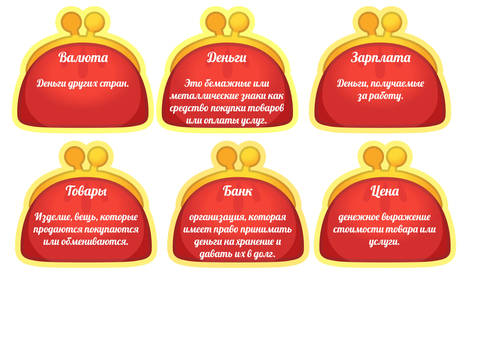 Валюта
Деньги других стран.
Деньги
Это бумажные или
металлические знаки как
средство покупки товаров
или оплаты услуг.
Зарплата
Деньги, получаемые
за работу.
Товары
Изделие, вещь, которые
продаются покупаются
или обмениваются.
Банк
организация, которая
имеет право принимать
деньги на хранение и
давать их в долг.
Цена
денежное выражение
стоимости товара или
услуги.